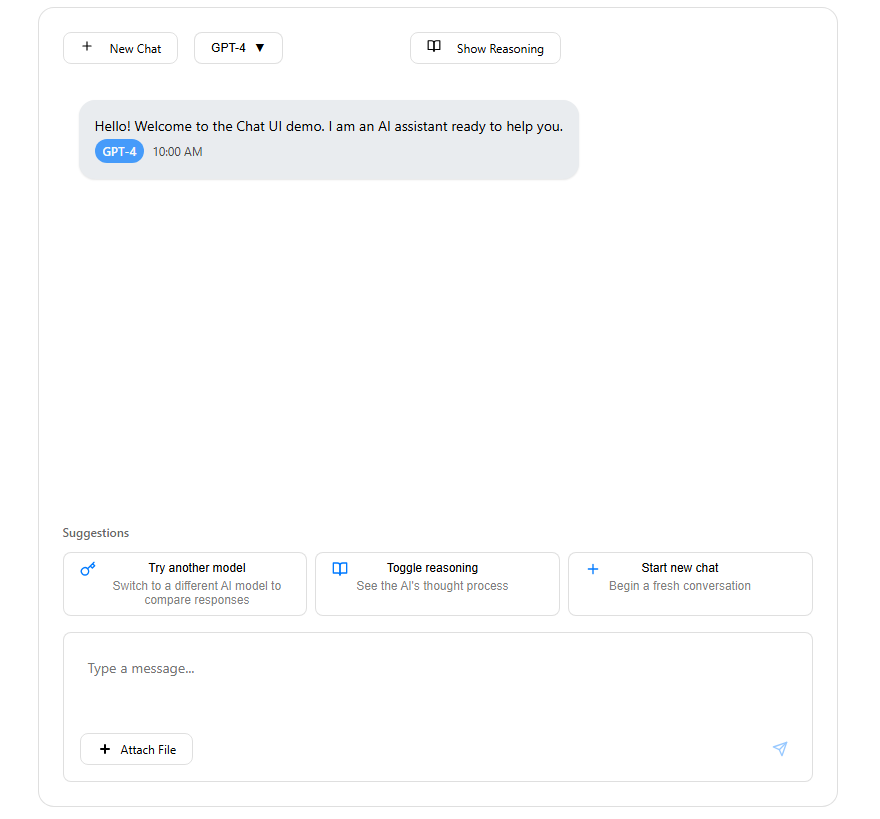 + New Chat
GPT-4 ▼
Show Reasoning
Hello! Welcome to the Chat UI demo. I am an AI assistant ready to help you.
GPT-4 10:00 AM
Suggestions
Try another model
Switch to a different AI model to
compare responses
Toggle reasoning
See the AI's thought process
+ Start new chat
Begin a fresh conversation
Type a message...
+ Attach File